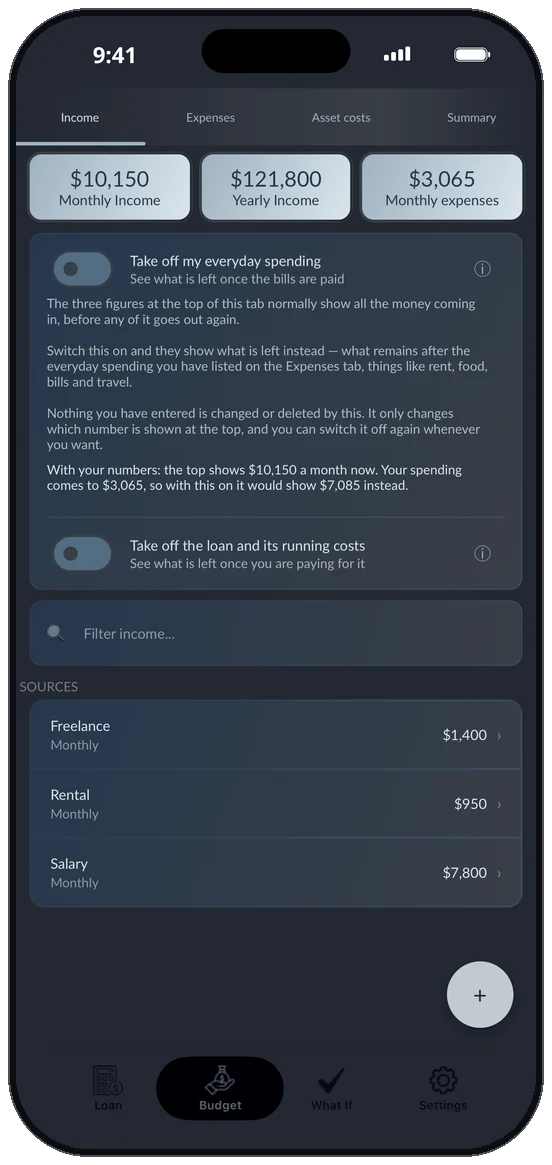 9:41
Income Expenses Asset costs Summary
$10,150 $121,800 $3,065
Monthly Income Yearly Income Monthly expenses
Take off my everyday spending
See what is left once the bills are paid
The three figures at the top of this tab normally show all the money coming
in, before any of it goes out again.
Switch this on and they show what is left instead — what remains after the
everyday spending you have listed on the Expenses tab, things like rent, food,
bills and travel.
Nothing you have entered is changed or deleted by this. It only changes
which number is shown at the top, and you can switch it off again whenever
you want.
With your numbers: the top shows $10,150 a month now. Your spending
comes to $3,065, so with this on it would show $7,085 instead.
Take off the loan and its running costs
See what is left once you are paying for it
Filter income...
SOURCES
Freelance
Monthly
$1,400
Rental
Monthly
$950
Salary
Monthly
$7,800
+
Loan Budget What If Settings